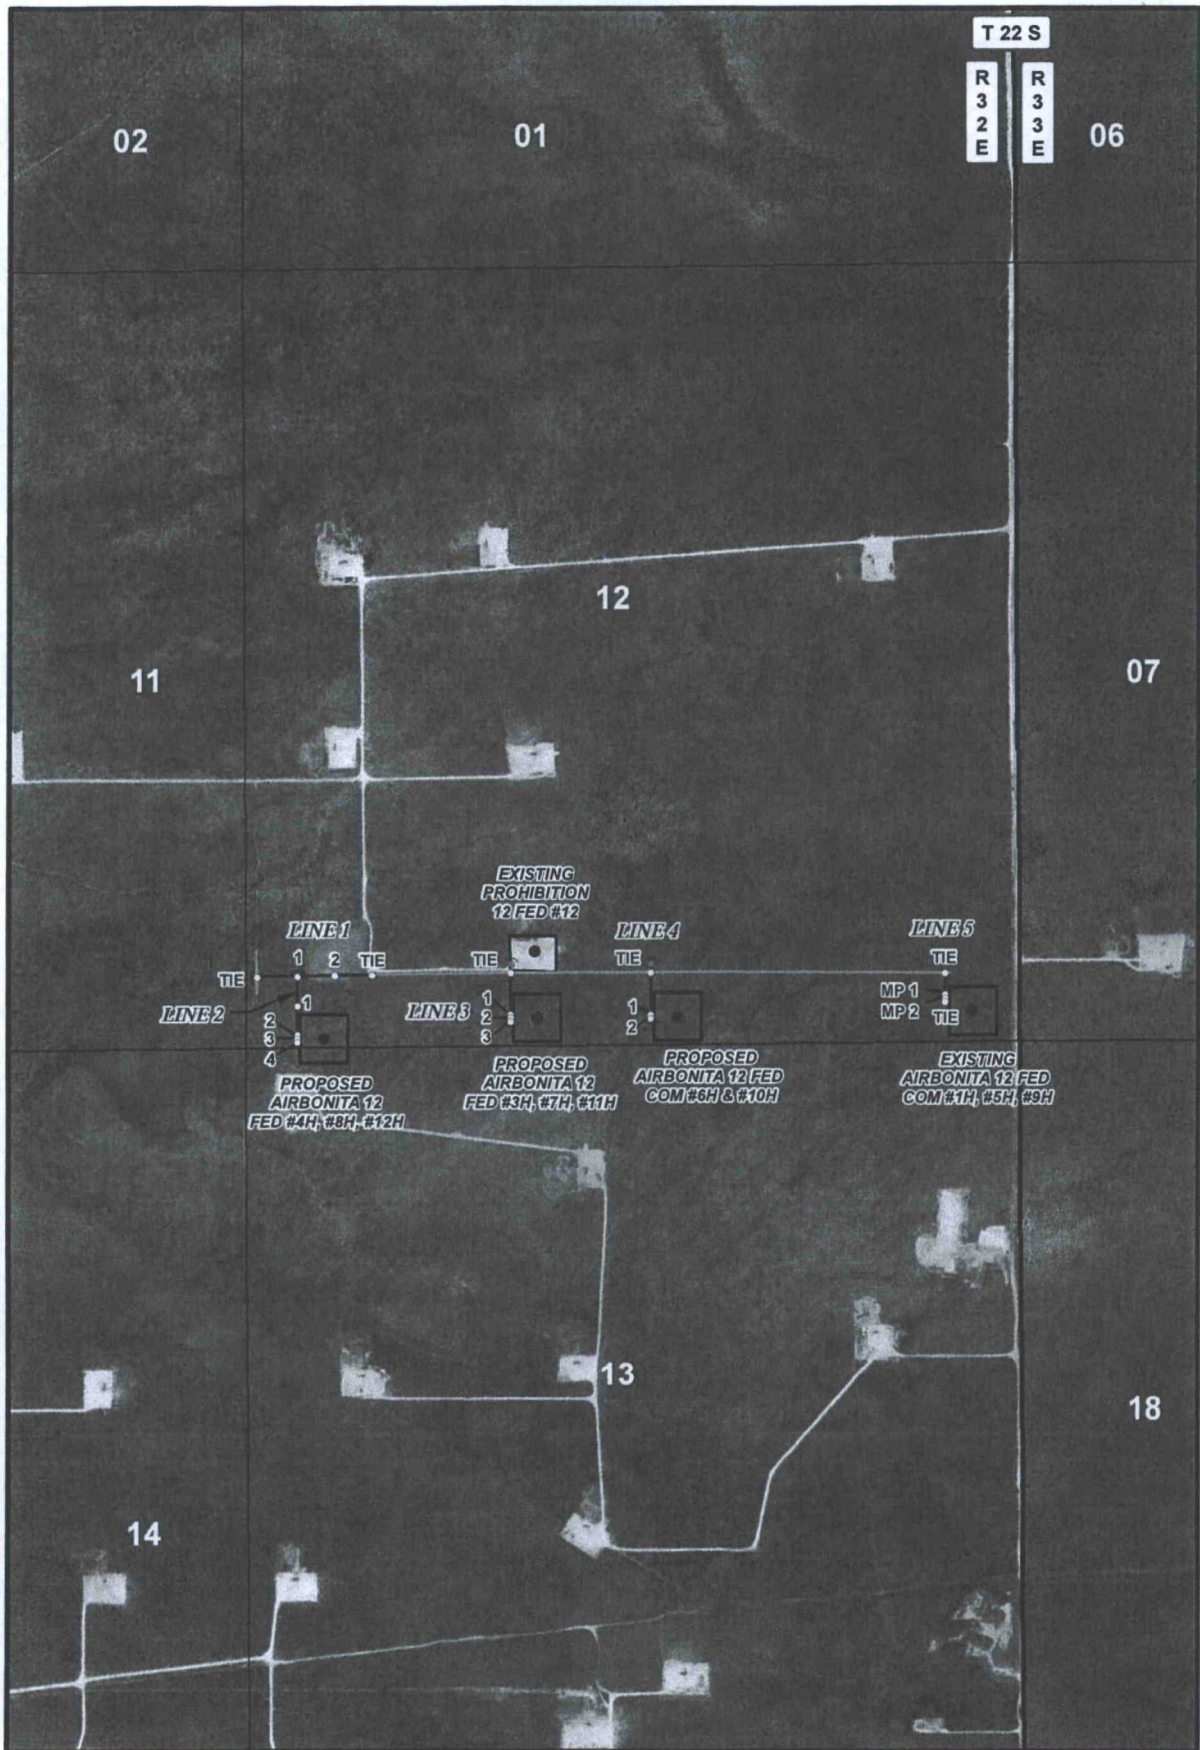 T 22 S
R
3
2
E
R
3
3
E
02
01
06
12
11
07
EXISTING
PROHIBITION
12 FED #12
LINE 1
LINE 4
LINE 5
TIE
1
2
TIE
TIE
TIE
TIE
MP 1
MP 2
TIE
LINE 2
1
2
3
4
LINE 3
1
2
3
1
2
PROPOSED
AIRBONITA 12
FED #4H, #8H, #12H
PROPOSED
AIRBONITA 12
FED #3H, #7H, #11H
PROPOSED
AIRBONITA 12 FED
COM #6H & #10H
EXISTING
AIRBONITA 12 FED
COM #1H, #5H, #9H
13
18
14